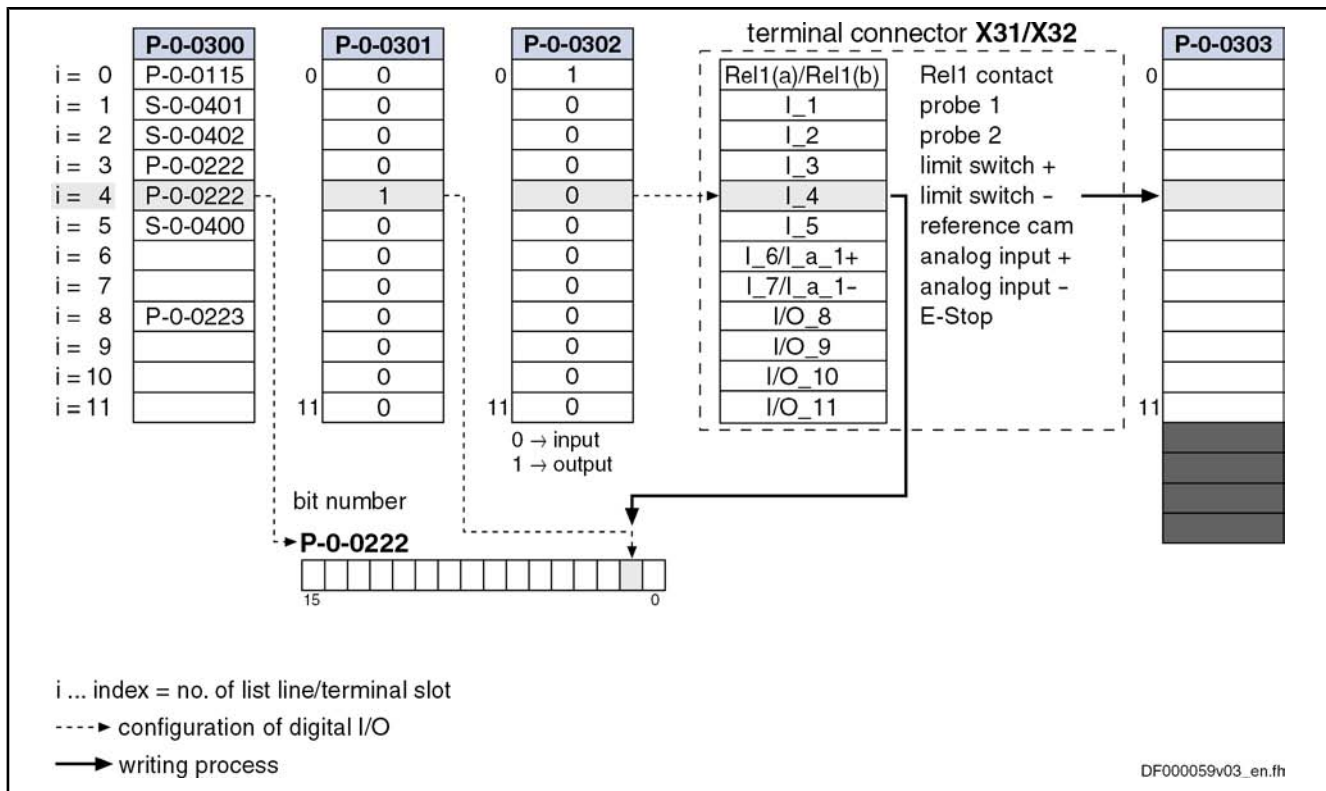 terminal connector X31/X32
P-0-0300 P-0-0301 P-0-0302 P-0-0303
i = 0 P-0-0115 0 0 0 1 Rel1(a)/Rel1(b) Rel1 contact 0
i = 1 S-0-0401 0 0 I_1 probe 1
i = 2 S-0-0402 0 0 I_2 probe 2
i = 3 P-0-0222 0 0 I_3 limit switch +
i = 4 P-0-0222 1 0 I_4 limit switch –
i = 5 S-0-0400 0 0 I_5 reference cam
i = 6 0 0 I_6/I_a_1+ analog input +
i = 7 0 0 I_7/I_a_1– analog input –
i = 8 P-0-0223 0 0 I/O_8 E-Stop
i = 9 0 0 I/O_9
i = 10 0 0 I/O_10
i = 11 11 0 11 0 I/O_11 11
0 → input
1 → output
bit number
P-0-0222
15 0
i ... index = no. of list line/terminal slot
configuration of digital I/O
writing process
DF000059v03_en.fh